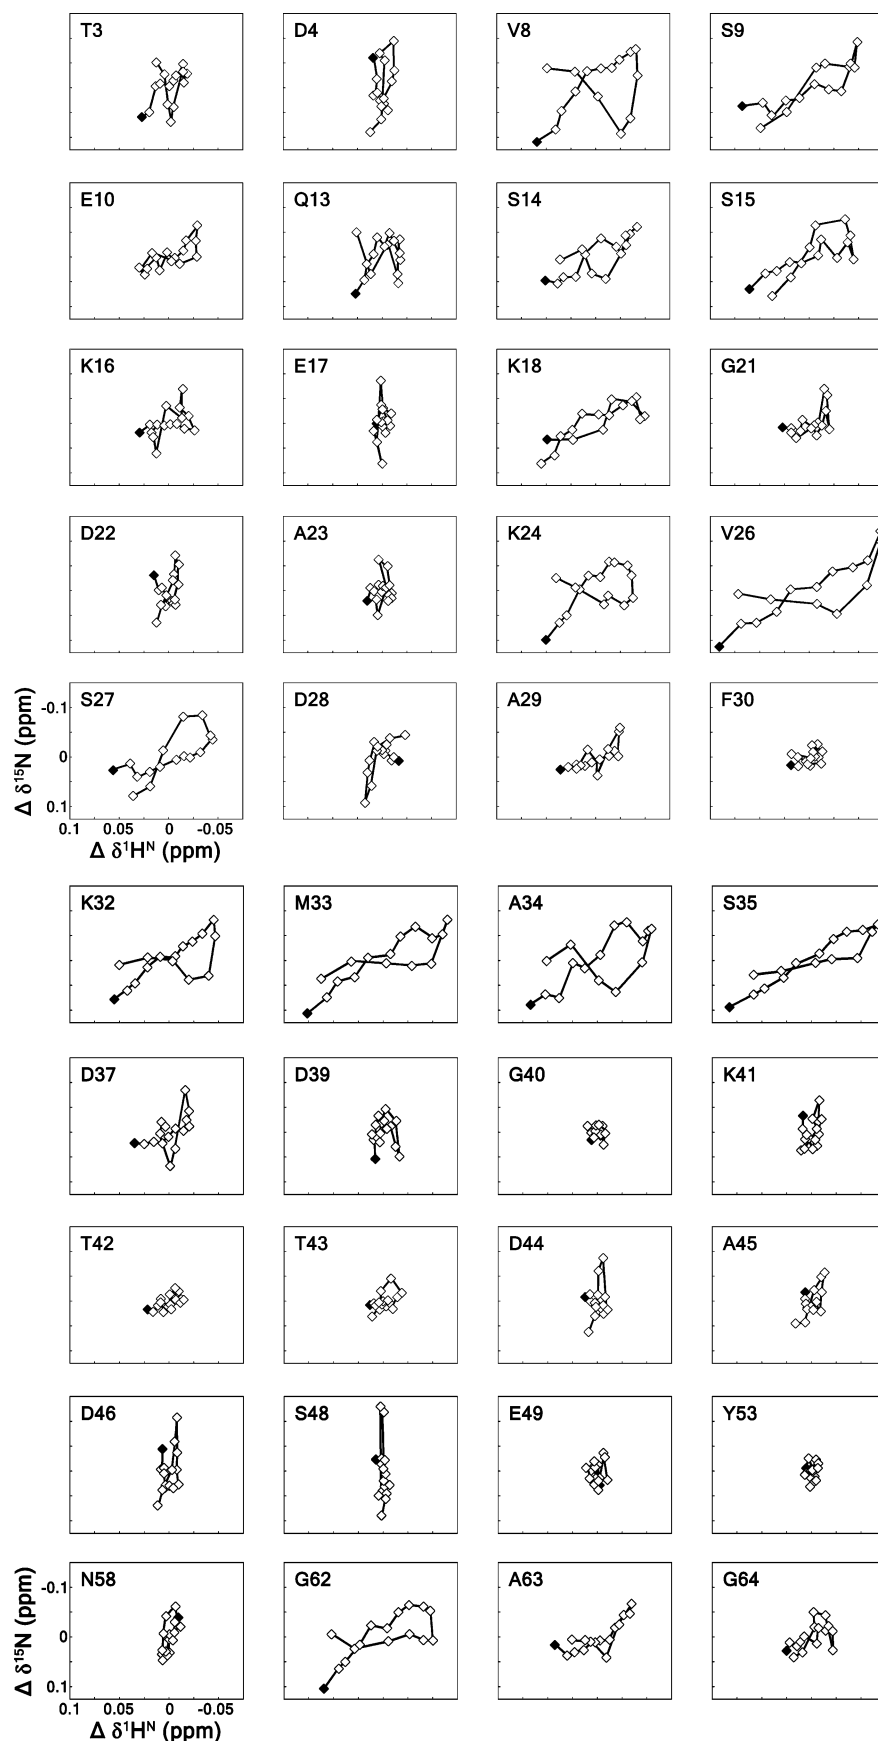 T3 D4 V8 S9
E10 Q13 S14 S15
K16 E17 K18 G21
D22 A23 K24 V26
S27 D28 A29 F30
-0.1
0
0.1
Δ δ¹⁵N (ppm)
0.1 0.05 0 -0.05
Δ δ¹Hᴺ (ppm)
K32 M33 A34 S35
D37 D39 G40 K41
T42 T43 D44 A45
D46 S48 E49 Y53
N58 G62 A63 G64
-0.1
0
0.1
Δ δ¹⁵N (ppm)
0.1 0.05 0 -0.05
Δ δ¹Hᴺ (ppm)